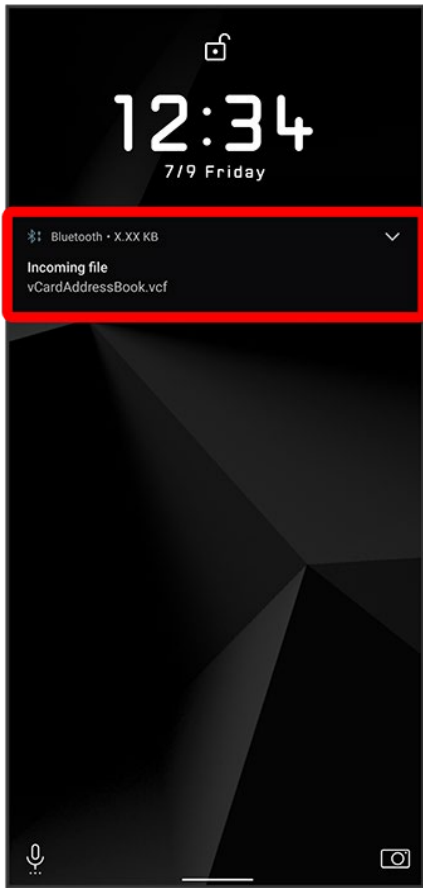 12:34
7/9 Friday
Bluetooth • X.XX KB
Incoming file
vCardAddressBook.vcf